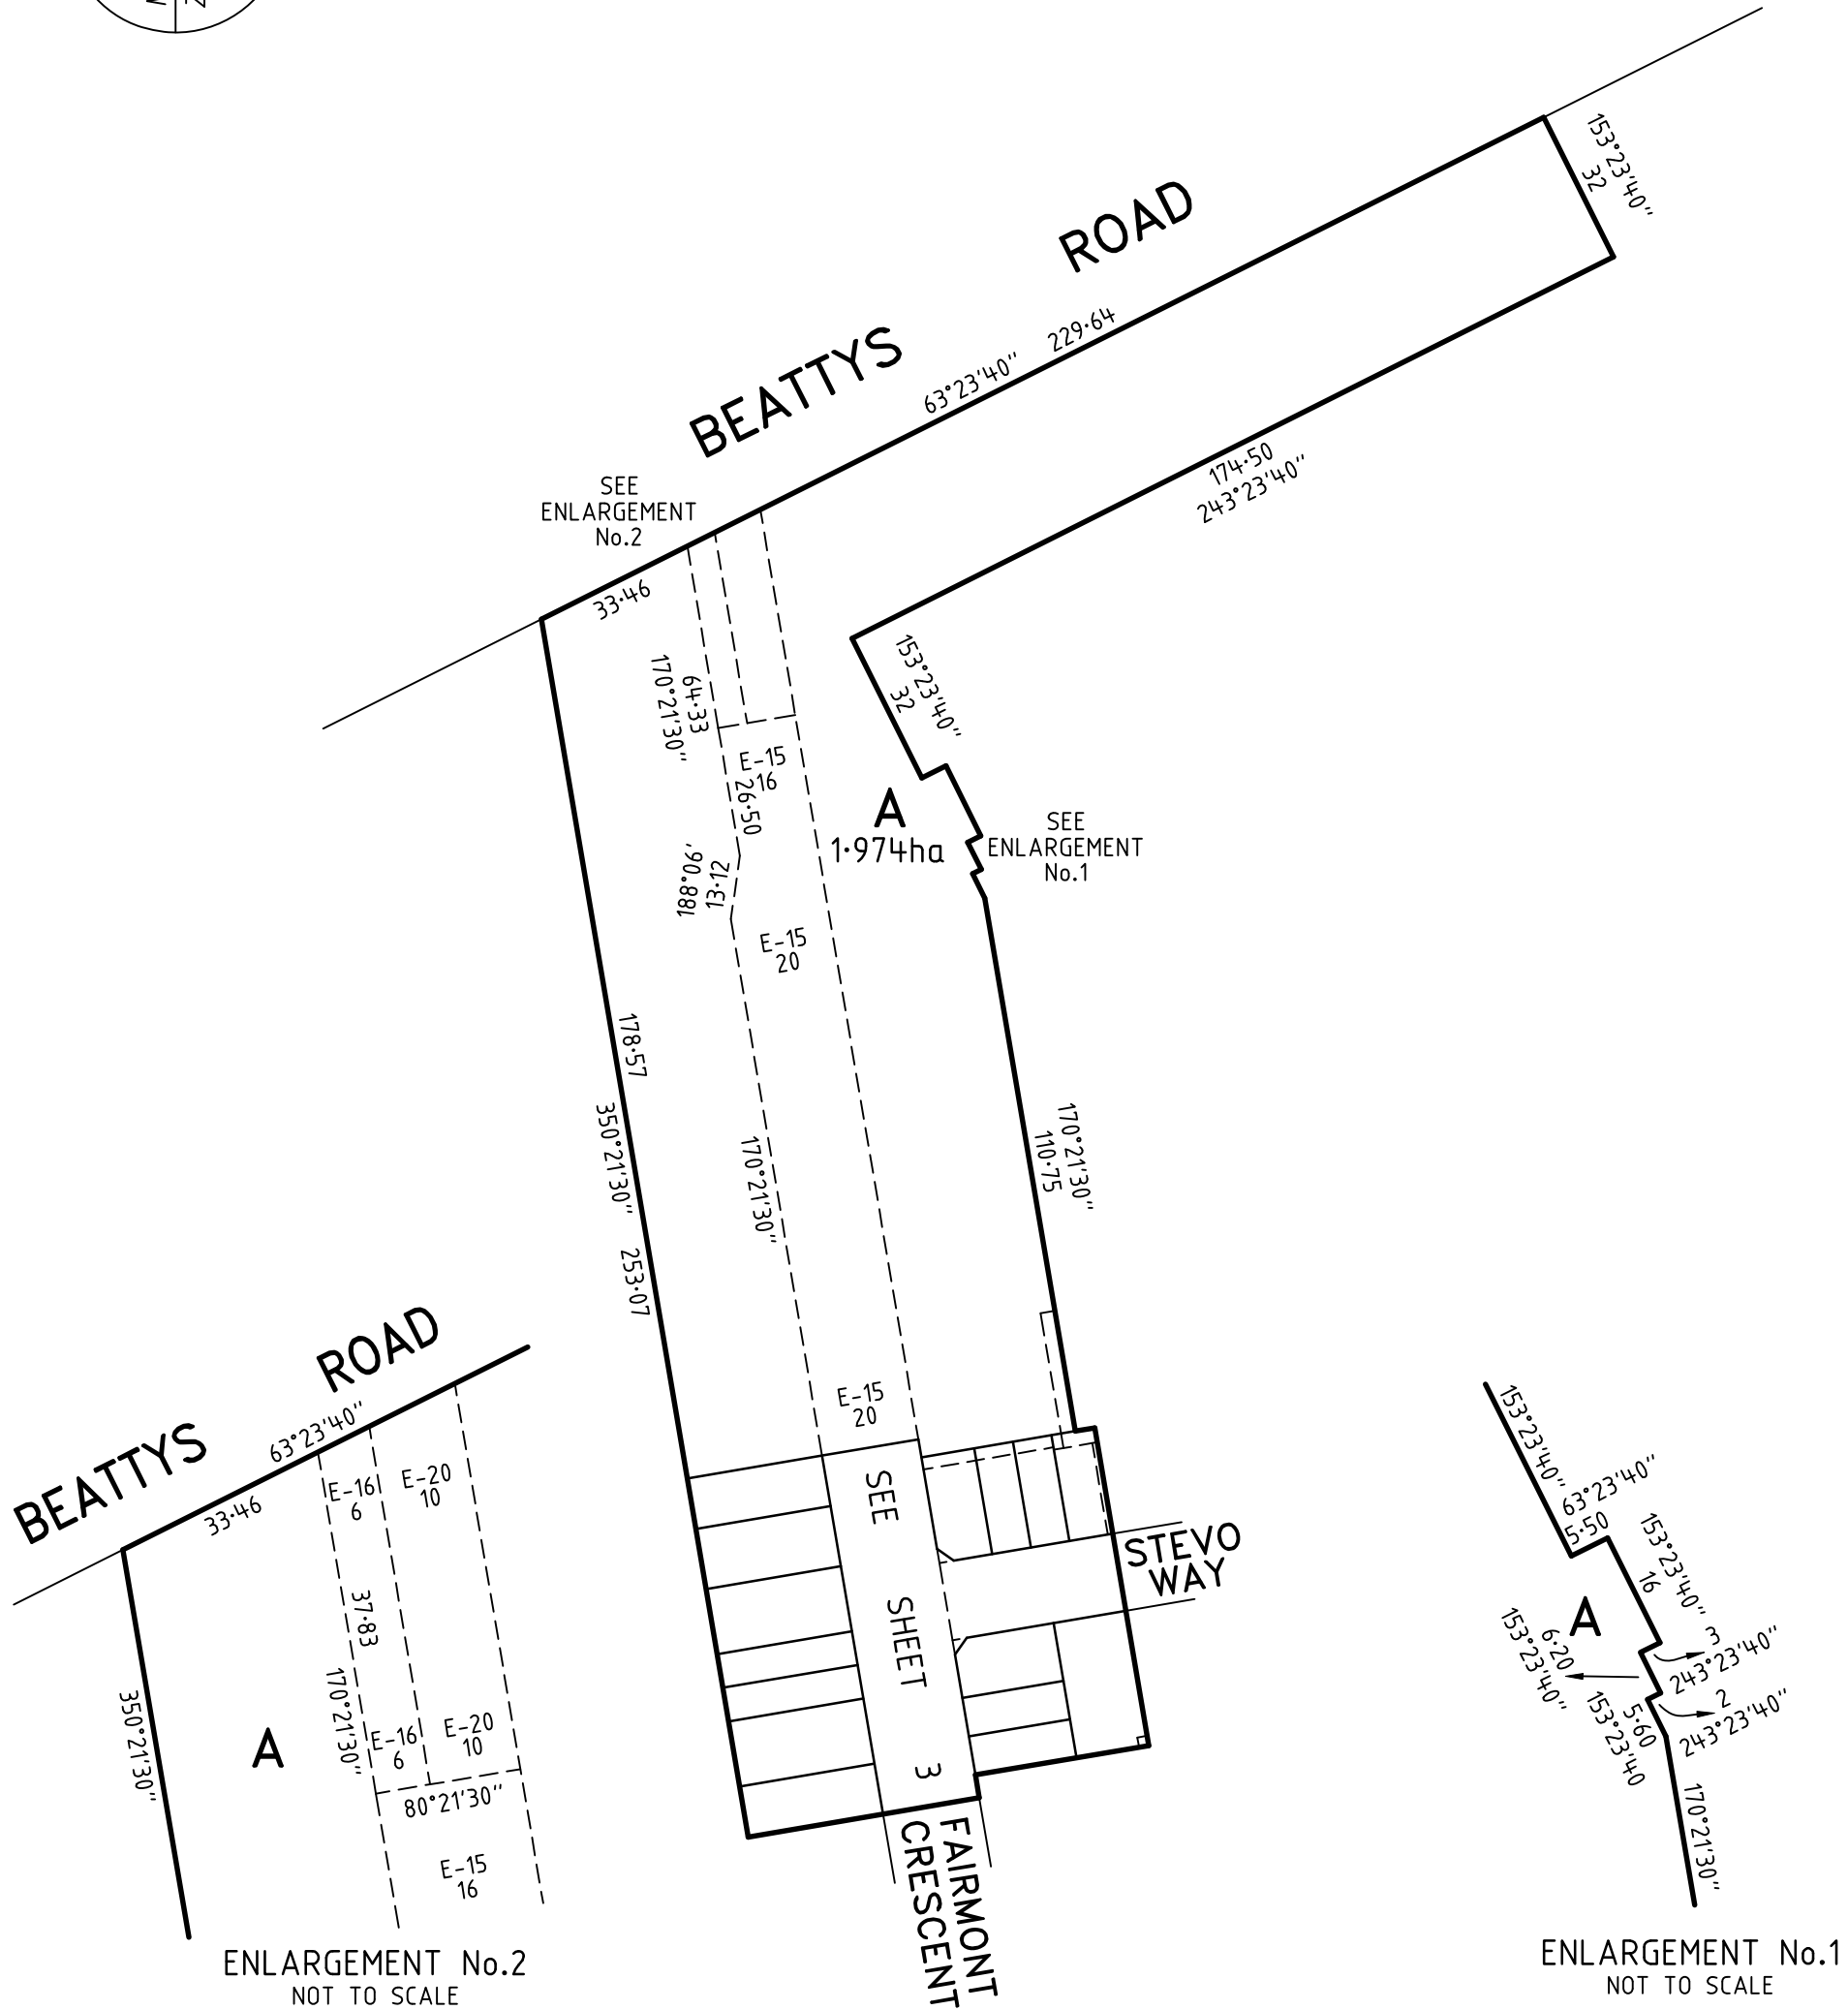 153°23'40"
32
BEATTYS ROAD
63°23'40" 229·64
174·50
243°23'40"
SEE
ENLARGEMENT
No.2
33·46
153°23'40"
32
64·33
170°21'30"
E-15
16
26·50
A
1·974ha
SEE
ENLARGEMENT
No.1
188°06'
13·12
E-15
20
178·57
350°21'30"
253·07
170°21'30"
170°21'30"
110·75
E-15
20
SEE
SHEET
3
STEVO
WAY
FAIRMONT
CRESCENT
BEATTYS ROAD
63°23'40"
33·46
E-16
6
E-20
10
37·83
170°21'30"
350°21'30"
A
E-16
6
E-20
10
80°21'30"
E-15
16
ENLARGEMENT No.2
NOT TO SCALE
153°23'40"
63°23'40"
5·50
153°23'40"
16
A
3
243°23'40"
6·20
153°23'40"
2
243°23'40"
5·60
153°23'40
170°21'30"
ENLARGEMENT No.1
NOT TO SCALE